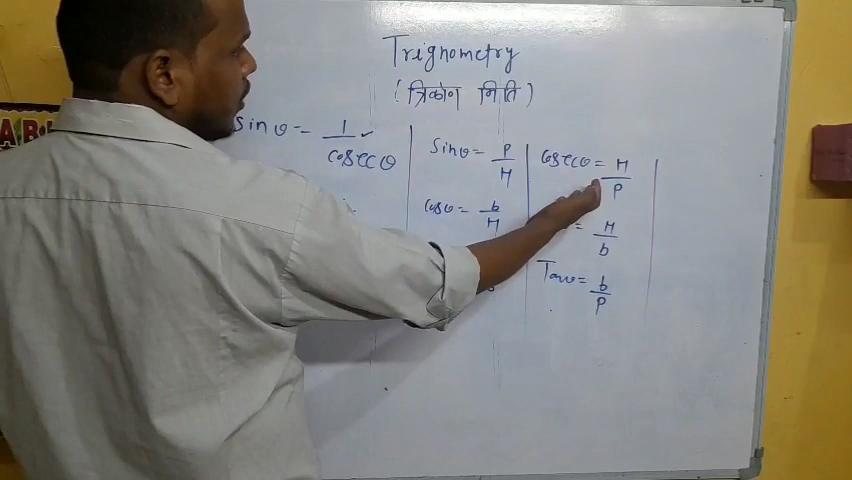 Trignometry
(त्रिकोण मिति)
Sinθ = 1/cosecθ ✓
Sinθ = P/H
cosθ = b/H
cosecθ = H/P
= H/b
Tanθ = b/P